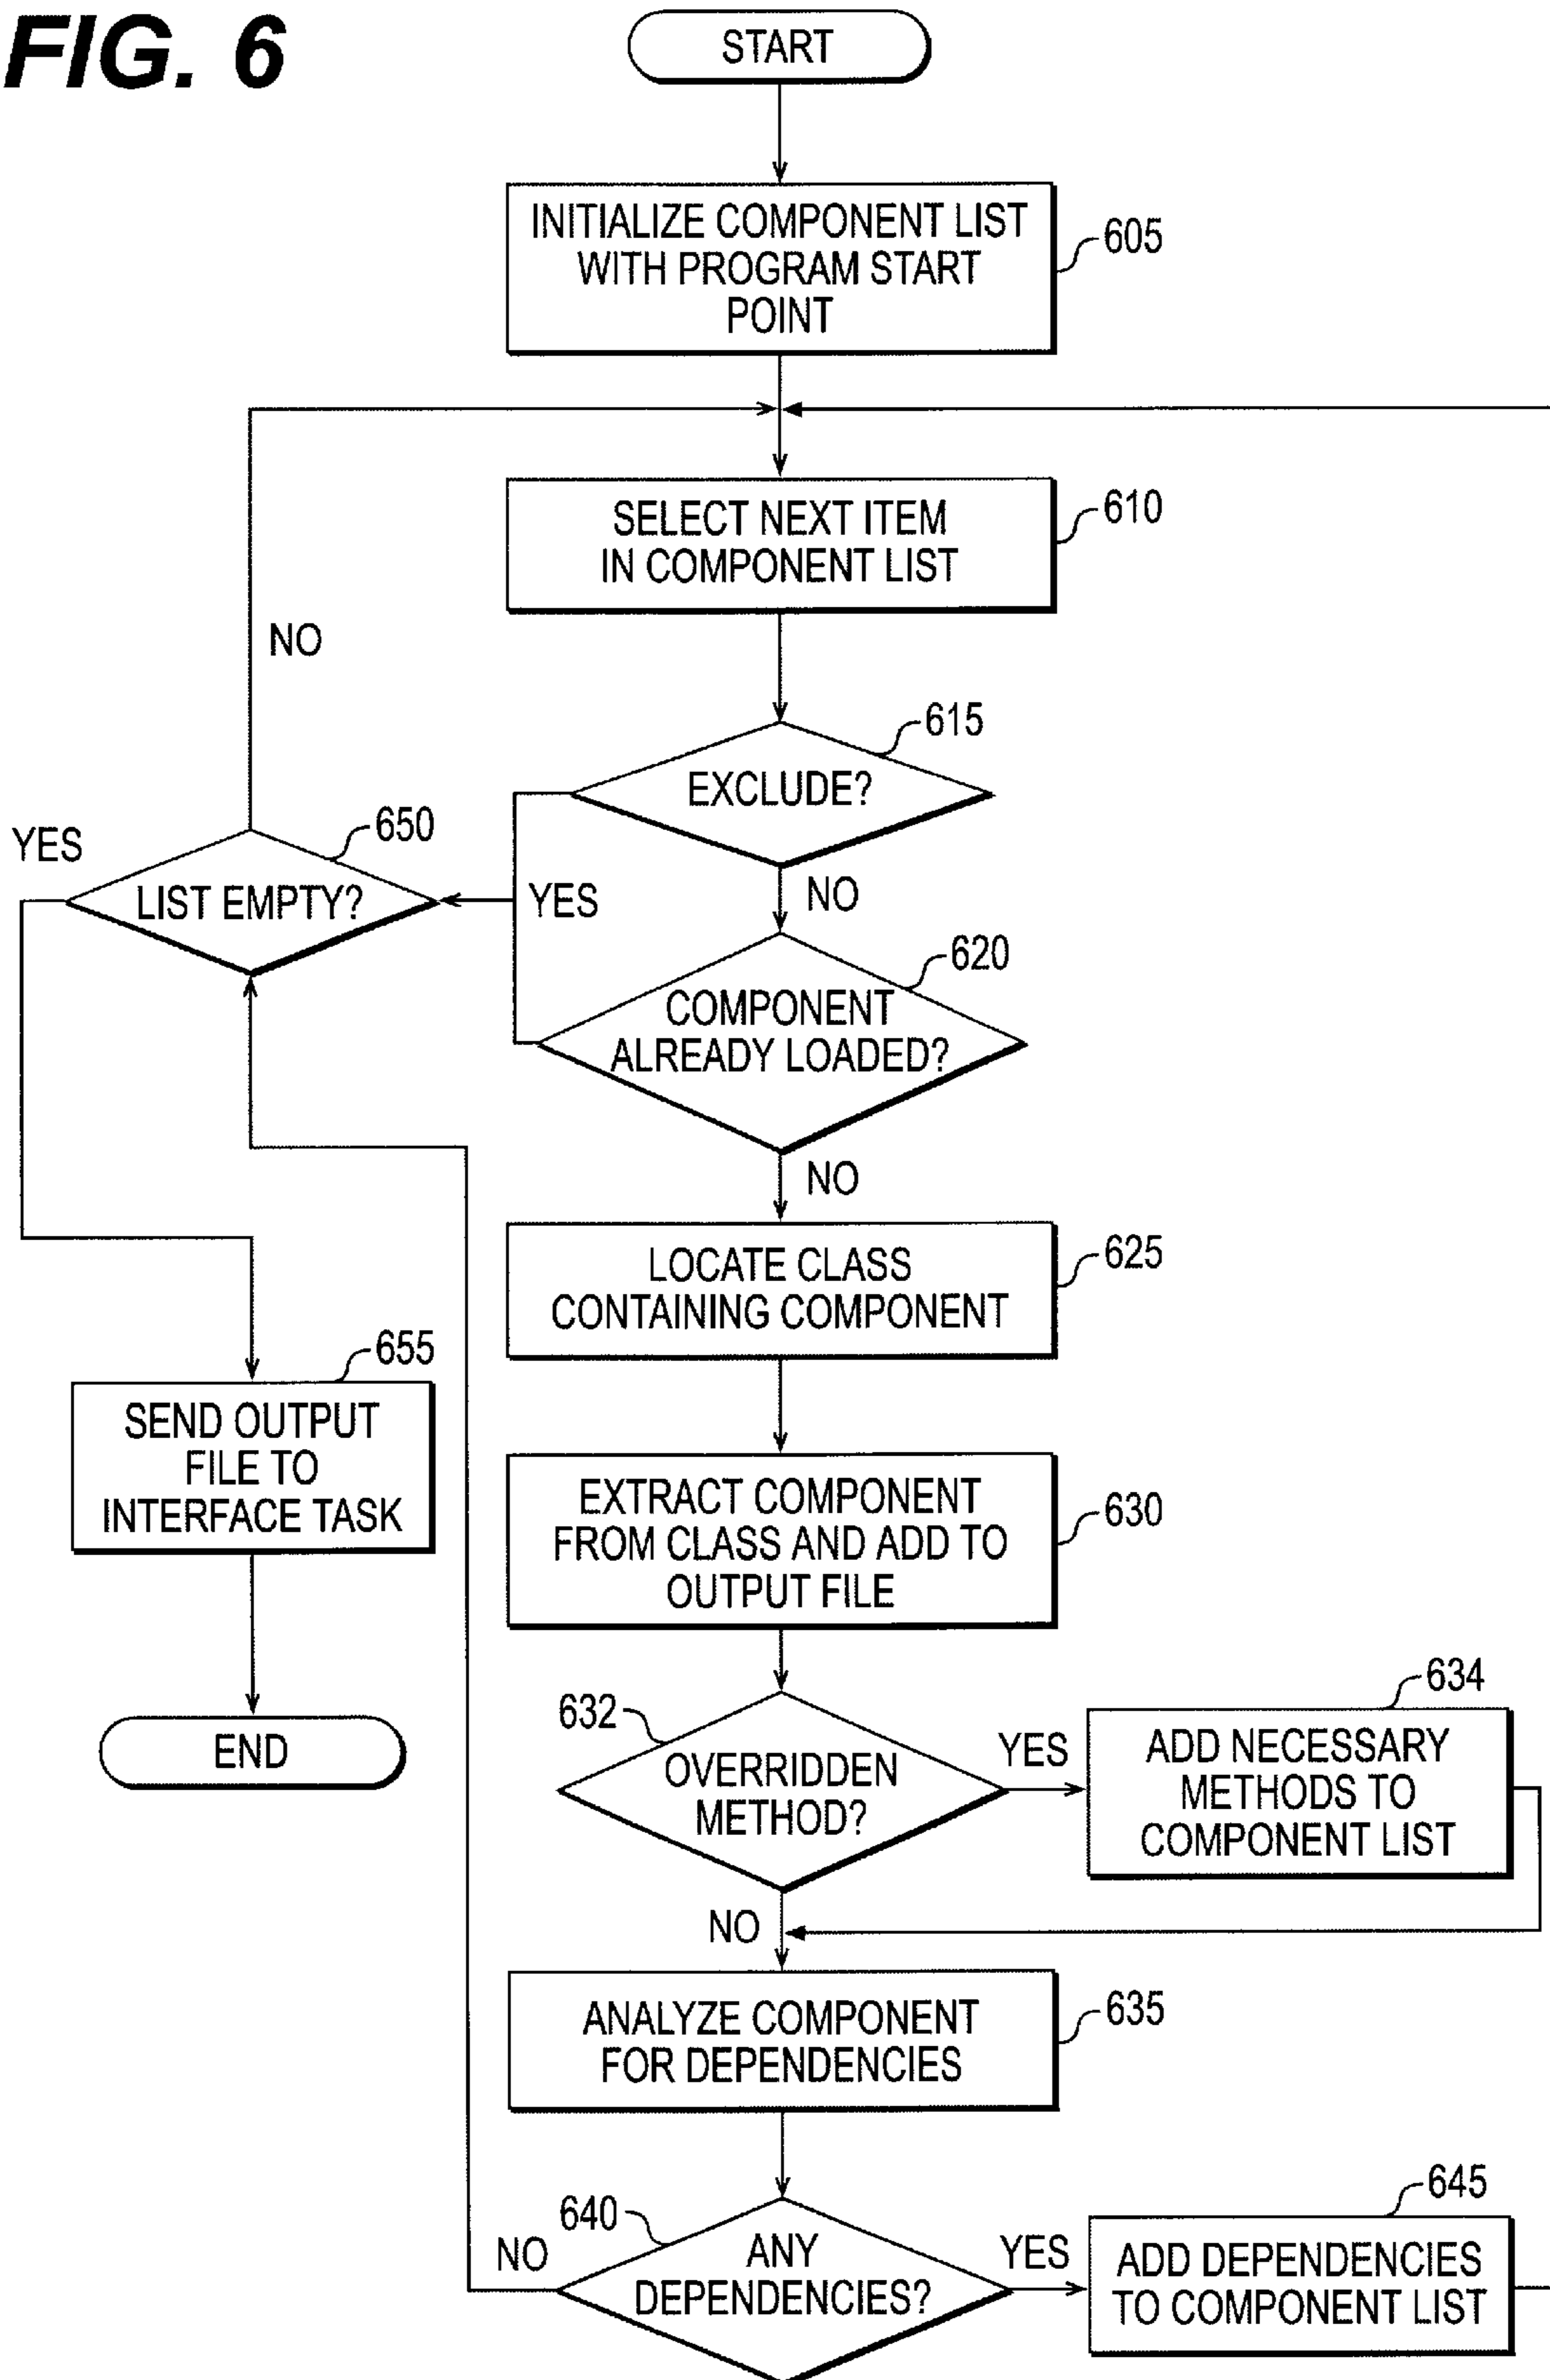 FIG. 6
START
INITIALIZE COMPONENT LIST
WITH PROGRAM START
POINT
605
SELECT NEXT ITEM
IN COMPONENT LIST
610
NO
615
EXCLUDE?
YES
650
LIST EMPTY?
YES
NO
620
COMPONENT
ALREADY LOADED?
NO
LOCATE CLASS
CONTAINING COMPONENT
625
655
SEND OUTPUT
FILE TO
INTERFACE TASK
EXTRACT COMPONENT
FROM CLASS AND ADD TO
OUTPUT FILE
630
END
632
OVERRIDDEN
METHOD?
YES
634
ADD NECESSARY
METHODS TO
COMPONENT LIST
NO
ANALYZE COMPONENT
FOR DEPENDENCIES
635
640
NO
ANY
DEPENDENCIES?
YES
645
ADD DEPENDENCIES
TO COMPONENT LIST